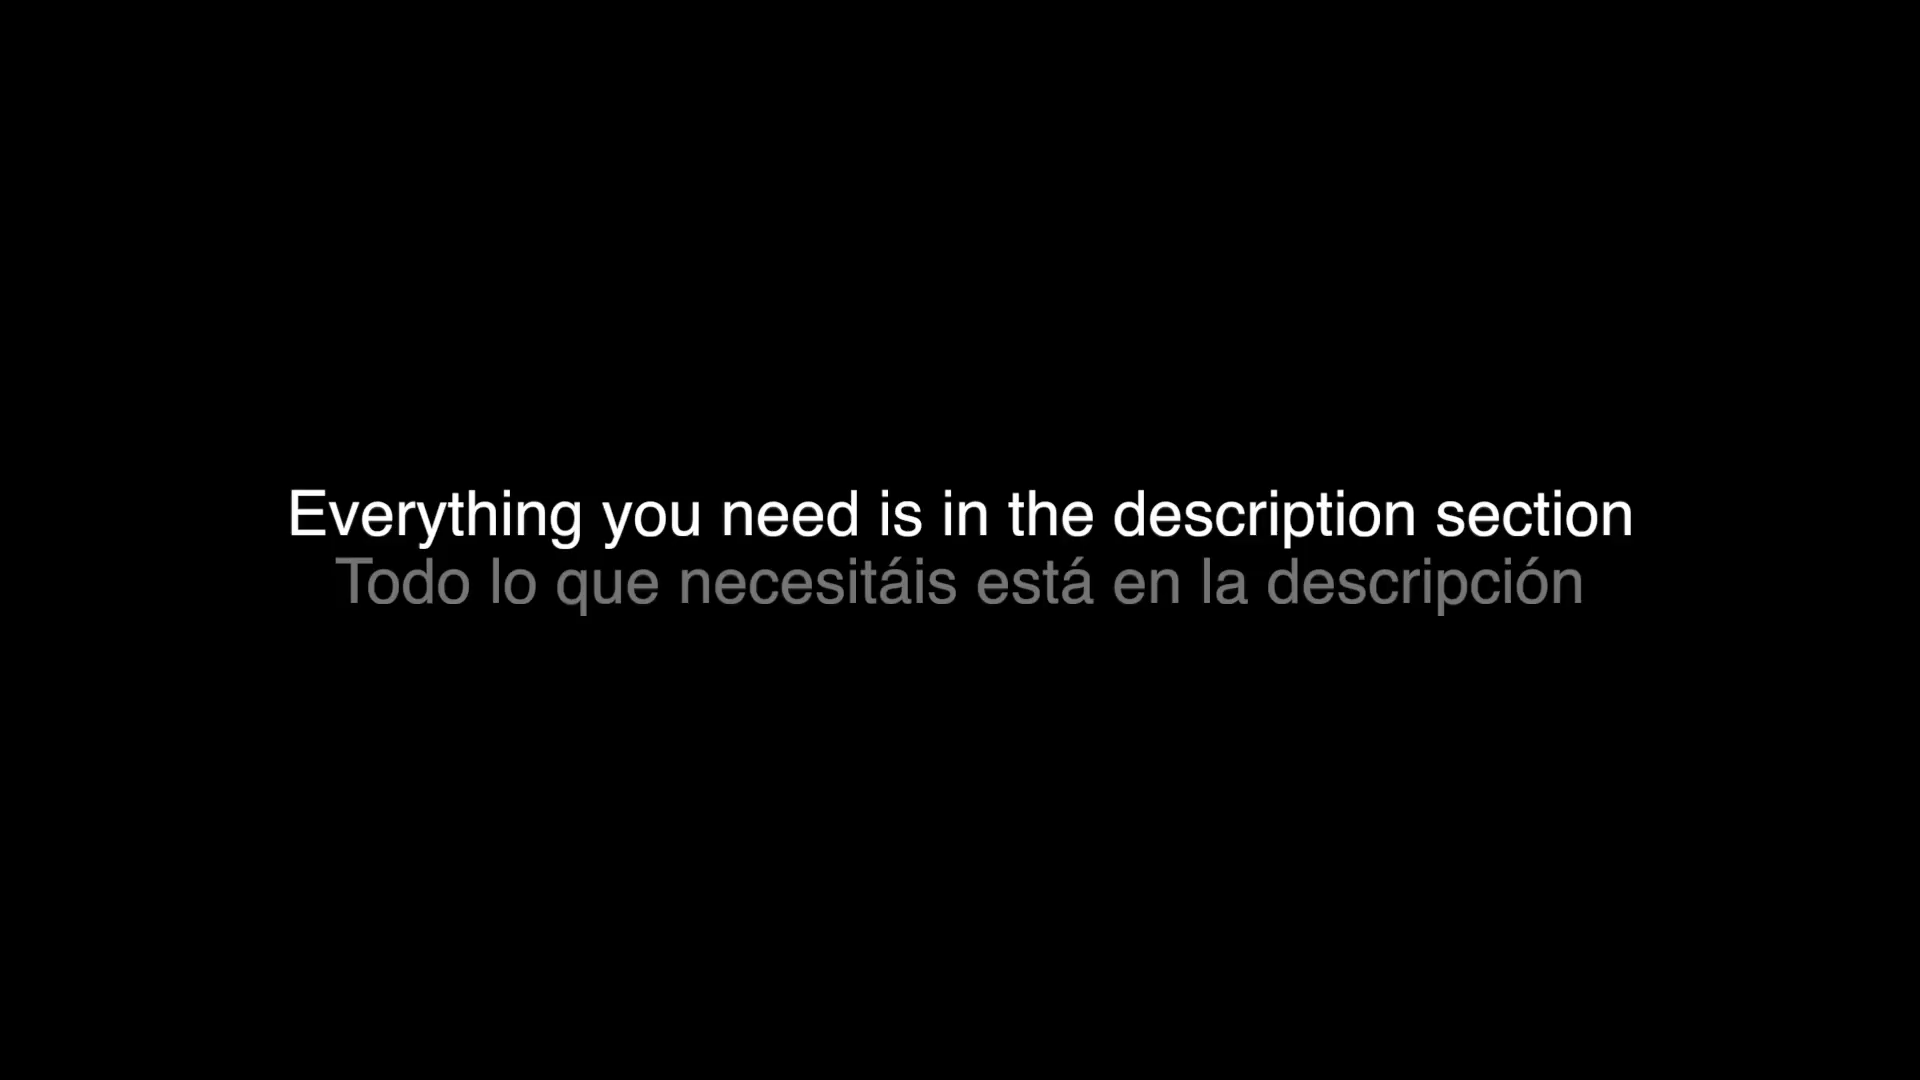 Everything you need is in the description section
Todo lo que necesitáis está en la descripción